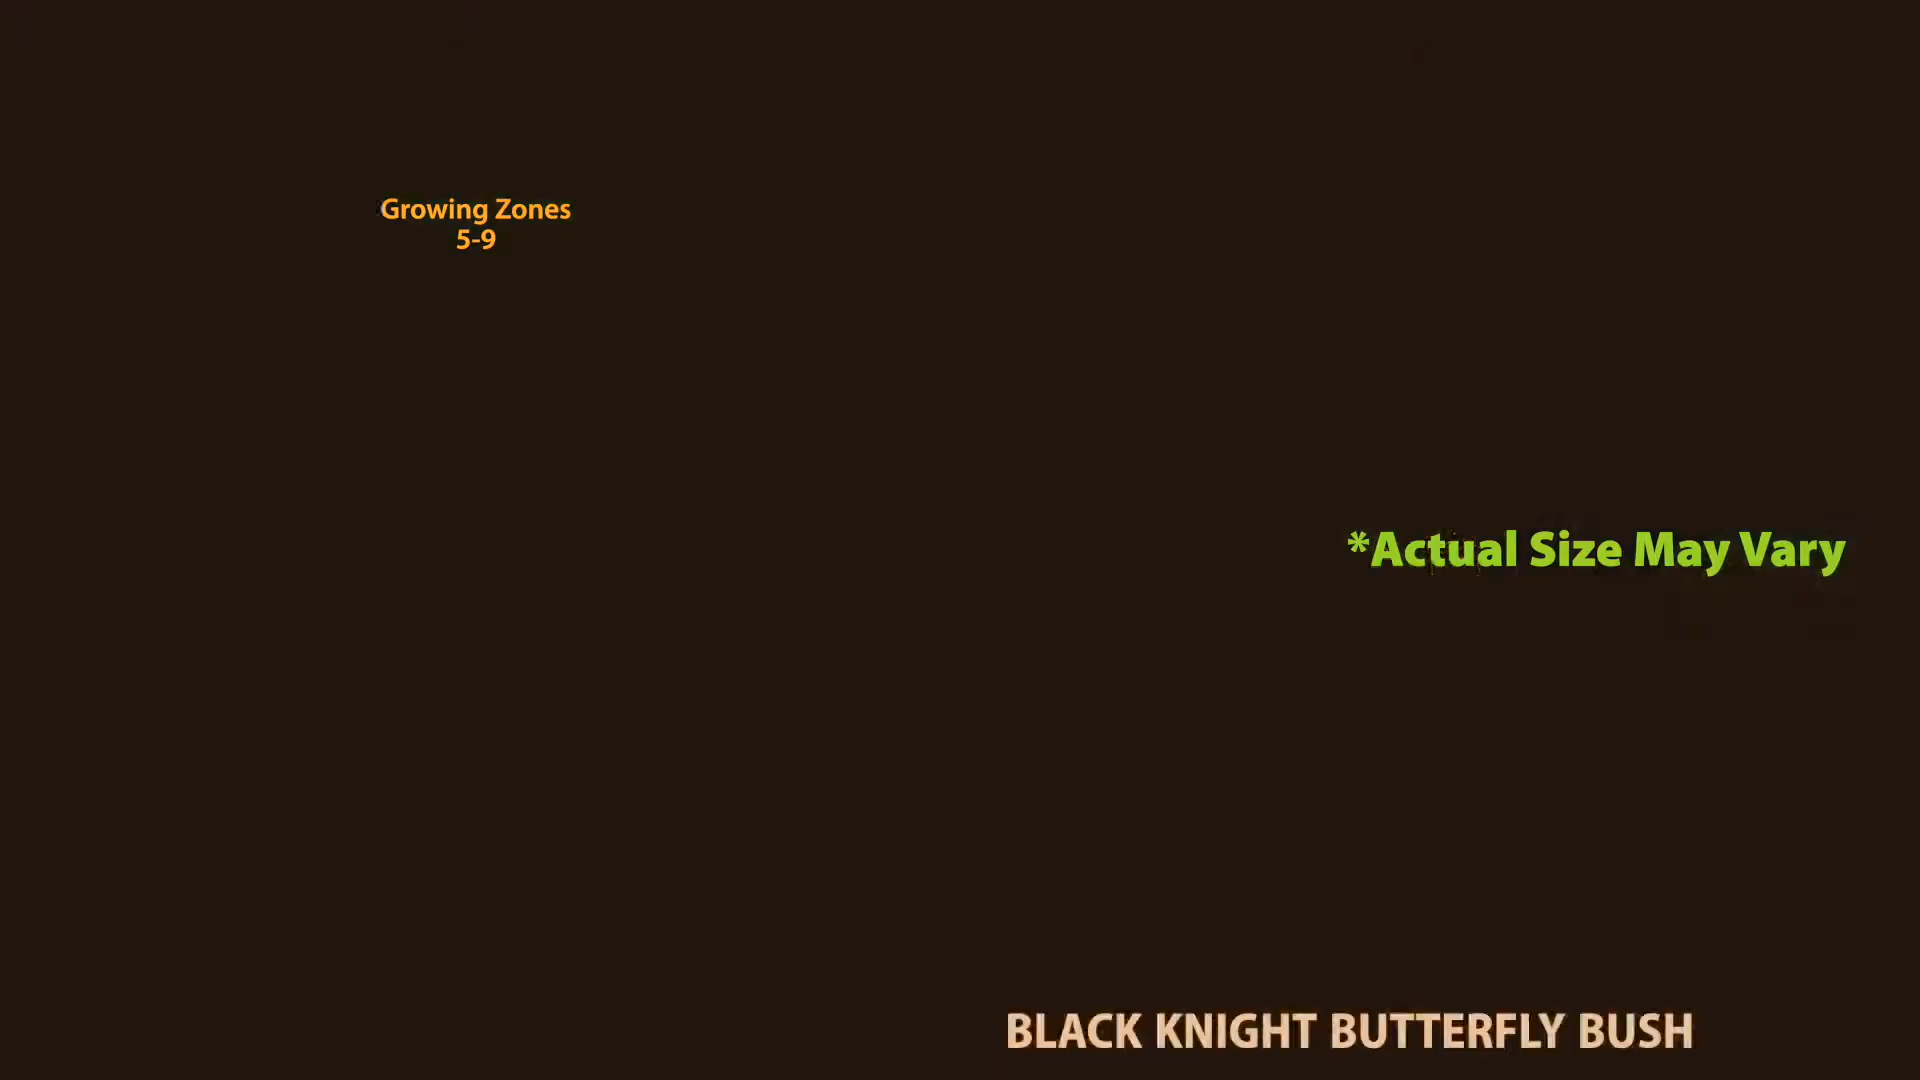 Growing Zones
5-9
*Actual Size May Vary
BLACK KNIGHT BUTTERFLY BUSH